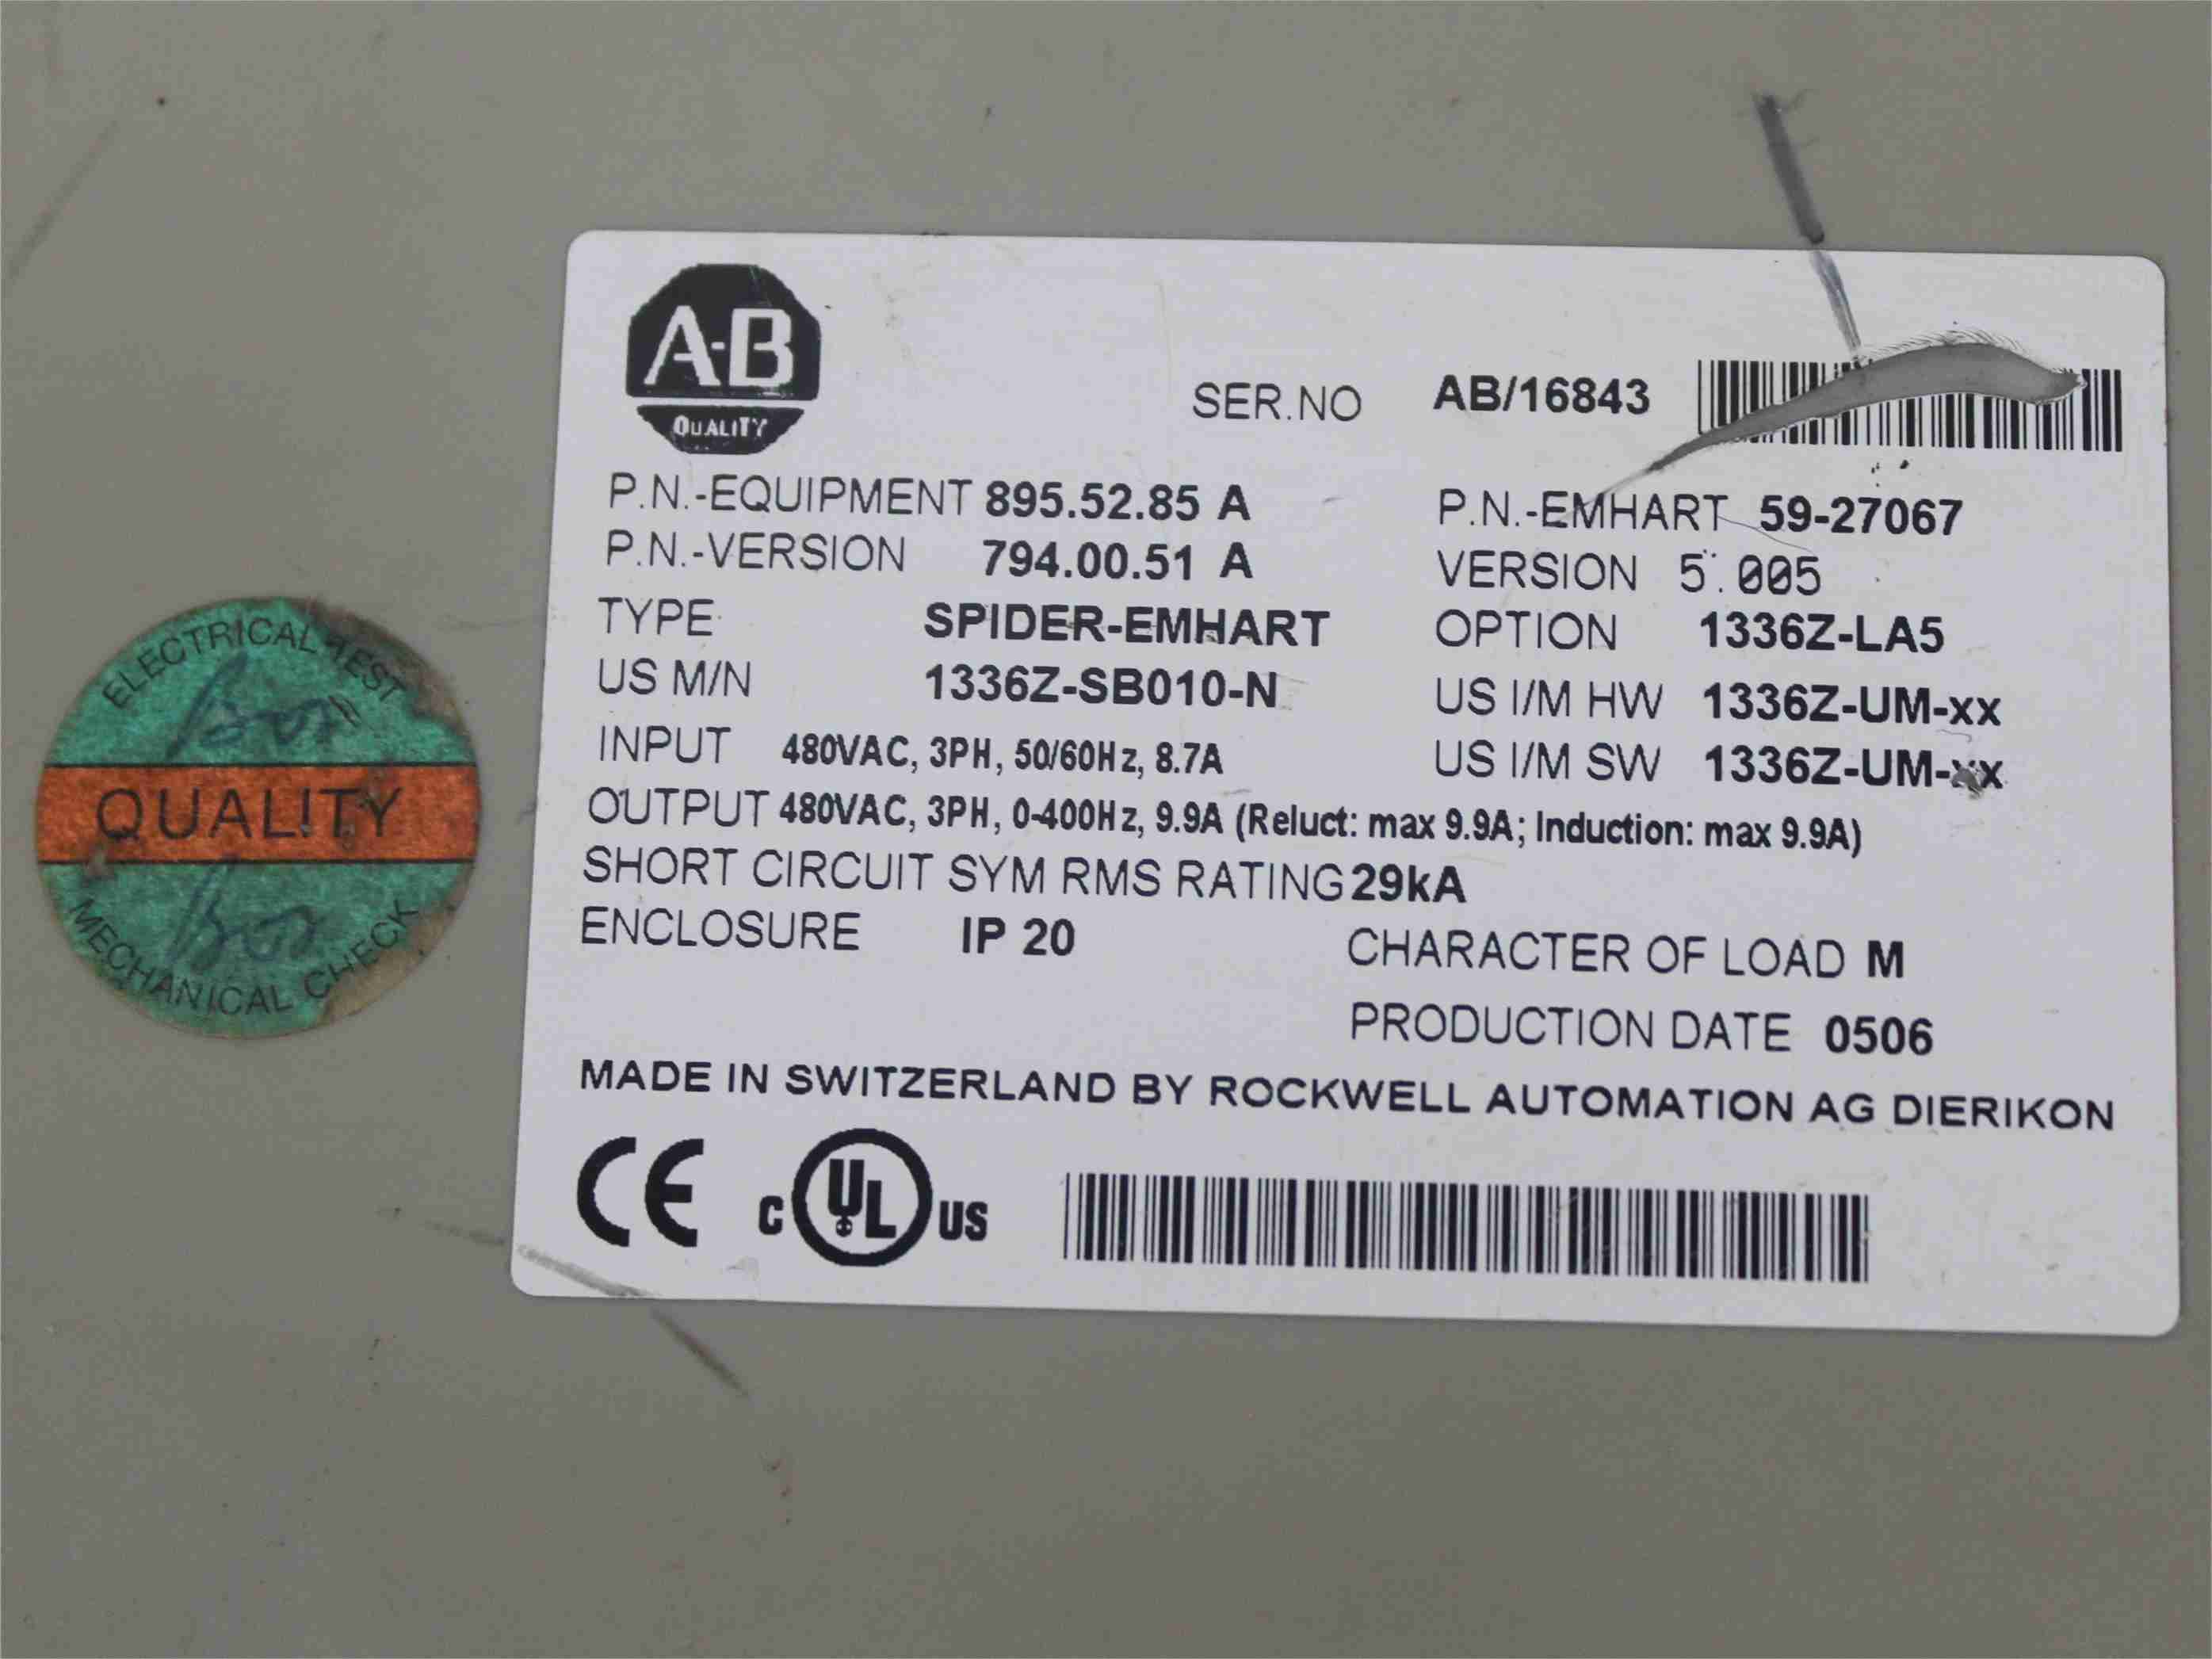 A-B
QUALITY
SER.NO AB/16843
P.N.-EQUIPMENT 895.52.85 A
P.N.-EMHART 59-27067
P.N.-VERSION 794.00.51 A
VERSION 5.005
TYPE SPIDER-EMHART
OPTION 1336Z-LA5
US M/N 1336Z-SB010-N
US I/M HW 1336Z-UM-xx
INPUT 480VAC, 3PH, 50/60Hz, 8.7A
US I/M SW 1336Z-UM-xx
OUTPUT 480VAC, 3PH, 0-400Hz, 9.9A (Reluct: max 9.9A; Induction: max 9.9A)
SHORT CIRCUIT SYM RMS RATING 29kA
ENCLOSURE IP 20
CHARACTER OF LOAD M
PRODUCTION DATE 0506
MADE IN SWITZERLAND BY ROCKWELL AUTOMATION AG DIERIKON
CE
C UL US
ELECTRICAL TEST
QUALITY
MECHANICAL CHECK